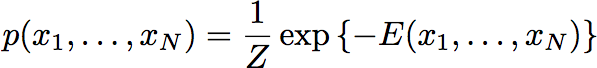 p(x_1, \ldots, x_N) = \frac{1}{Z} \exp \{-E(x_1, \ldots, x_N)\}